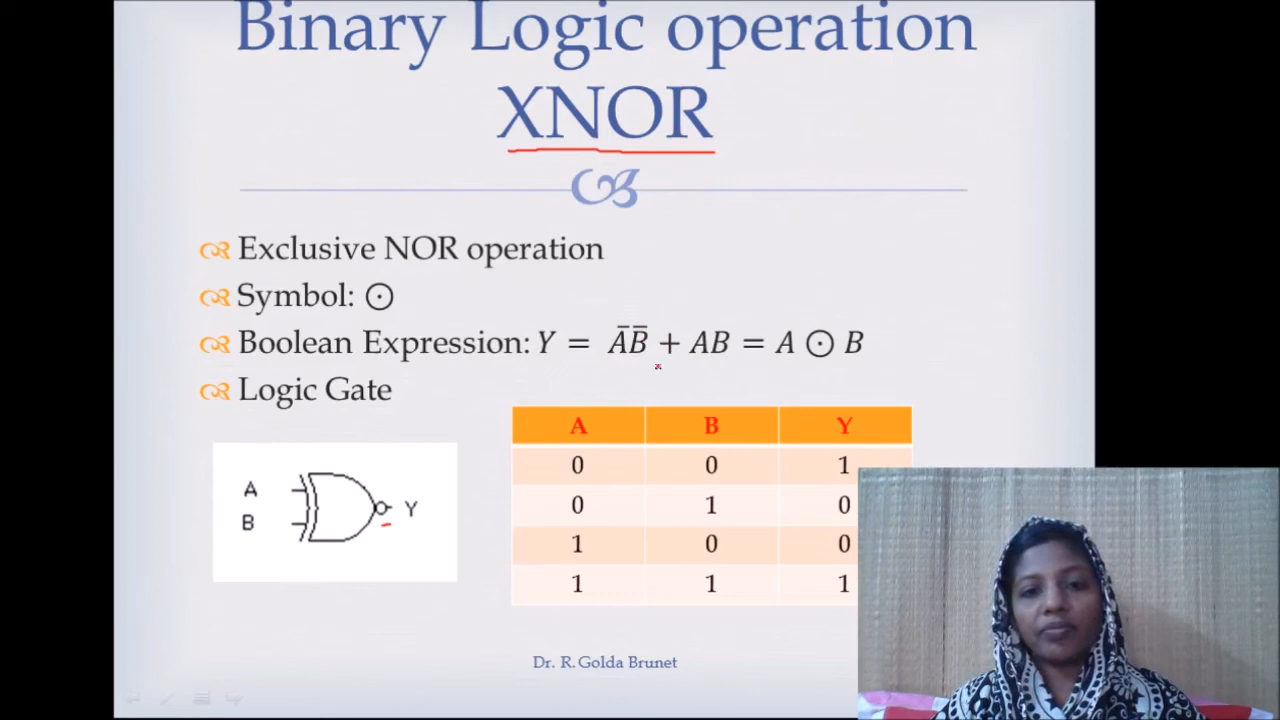 Binary Logic operation
XNOR
Exclusive NOR operation
Symbol: ⊙
Boolean Expression: Y = A̅B̅ + AB = A ⊙ B
Logic Gate
A B Y
0 0 1
0 1 0
1 0 0
1 1 1
A
B
Y
Dr. R. Golda Brunet